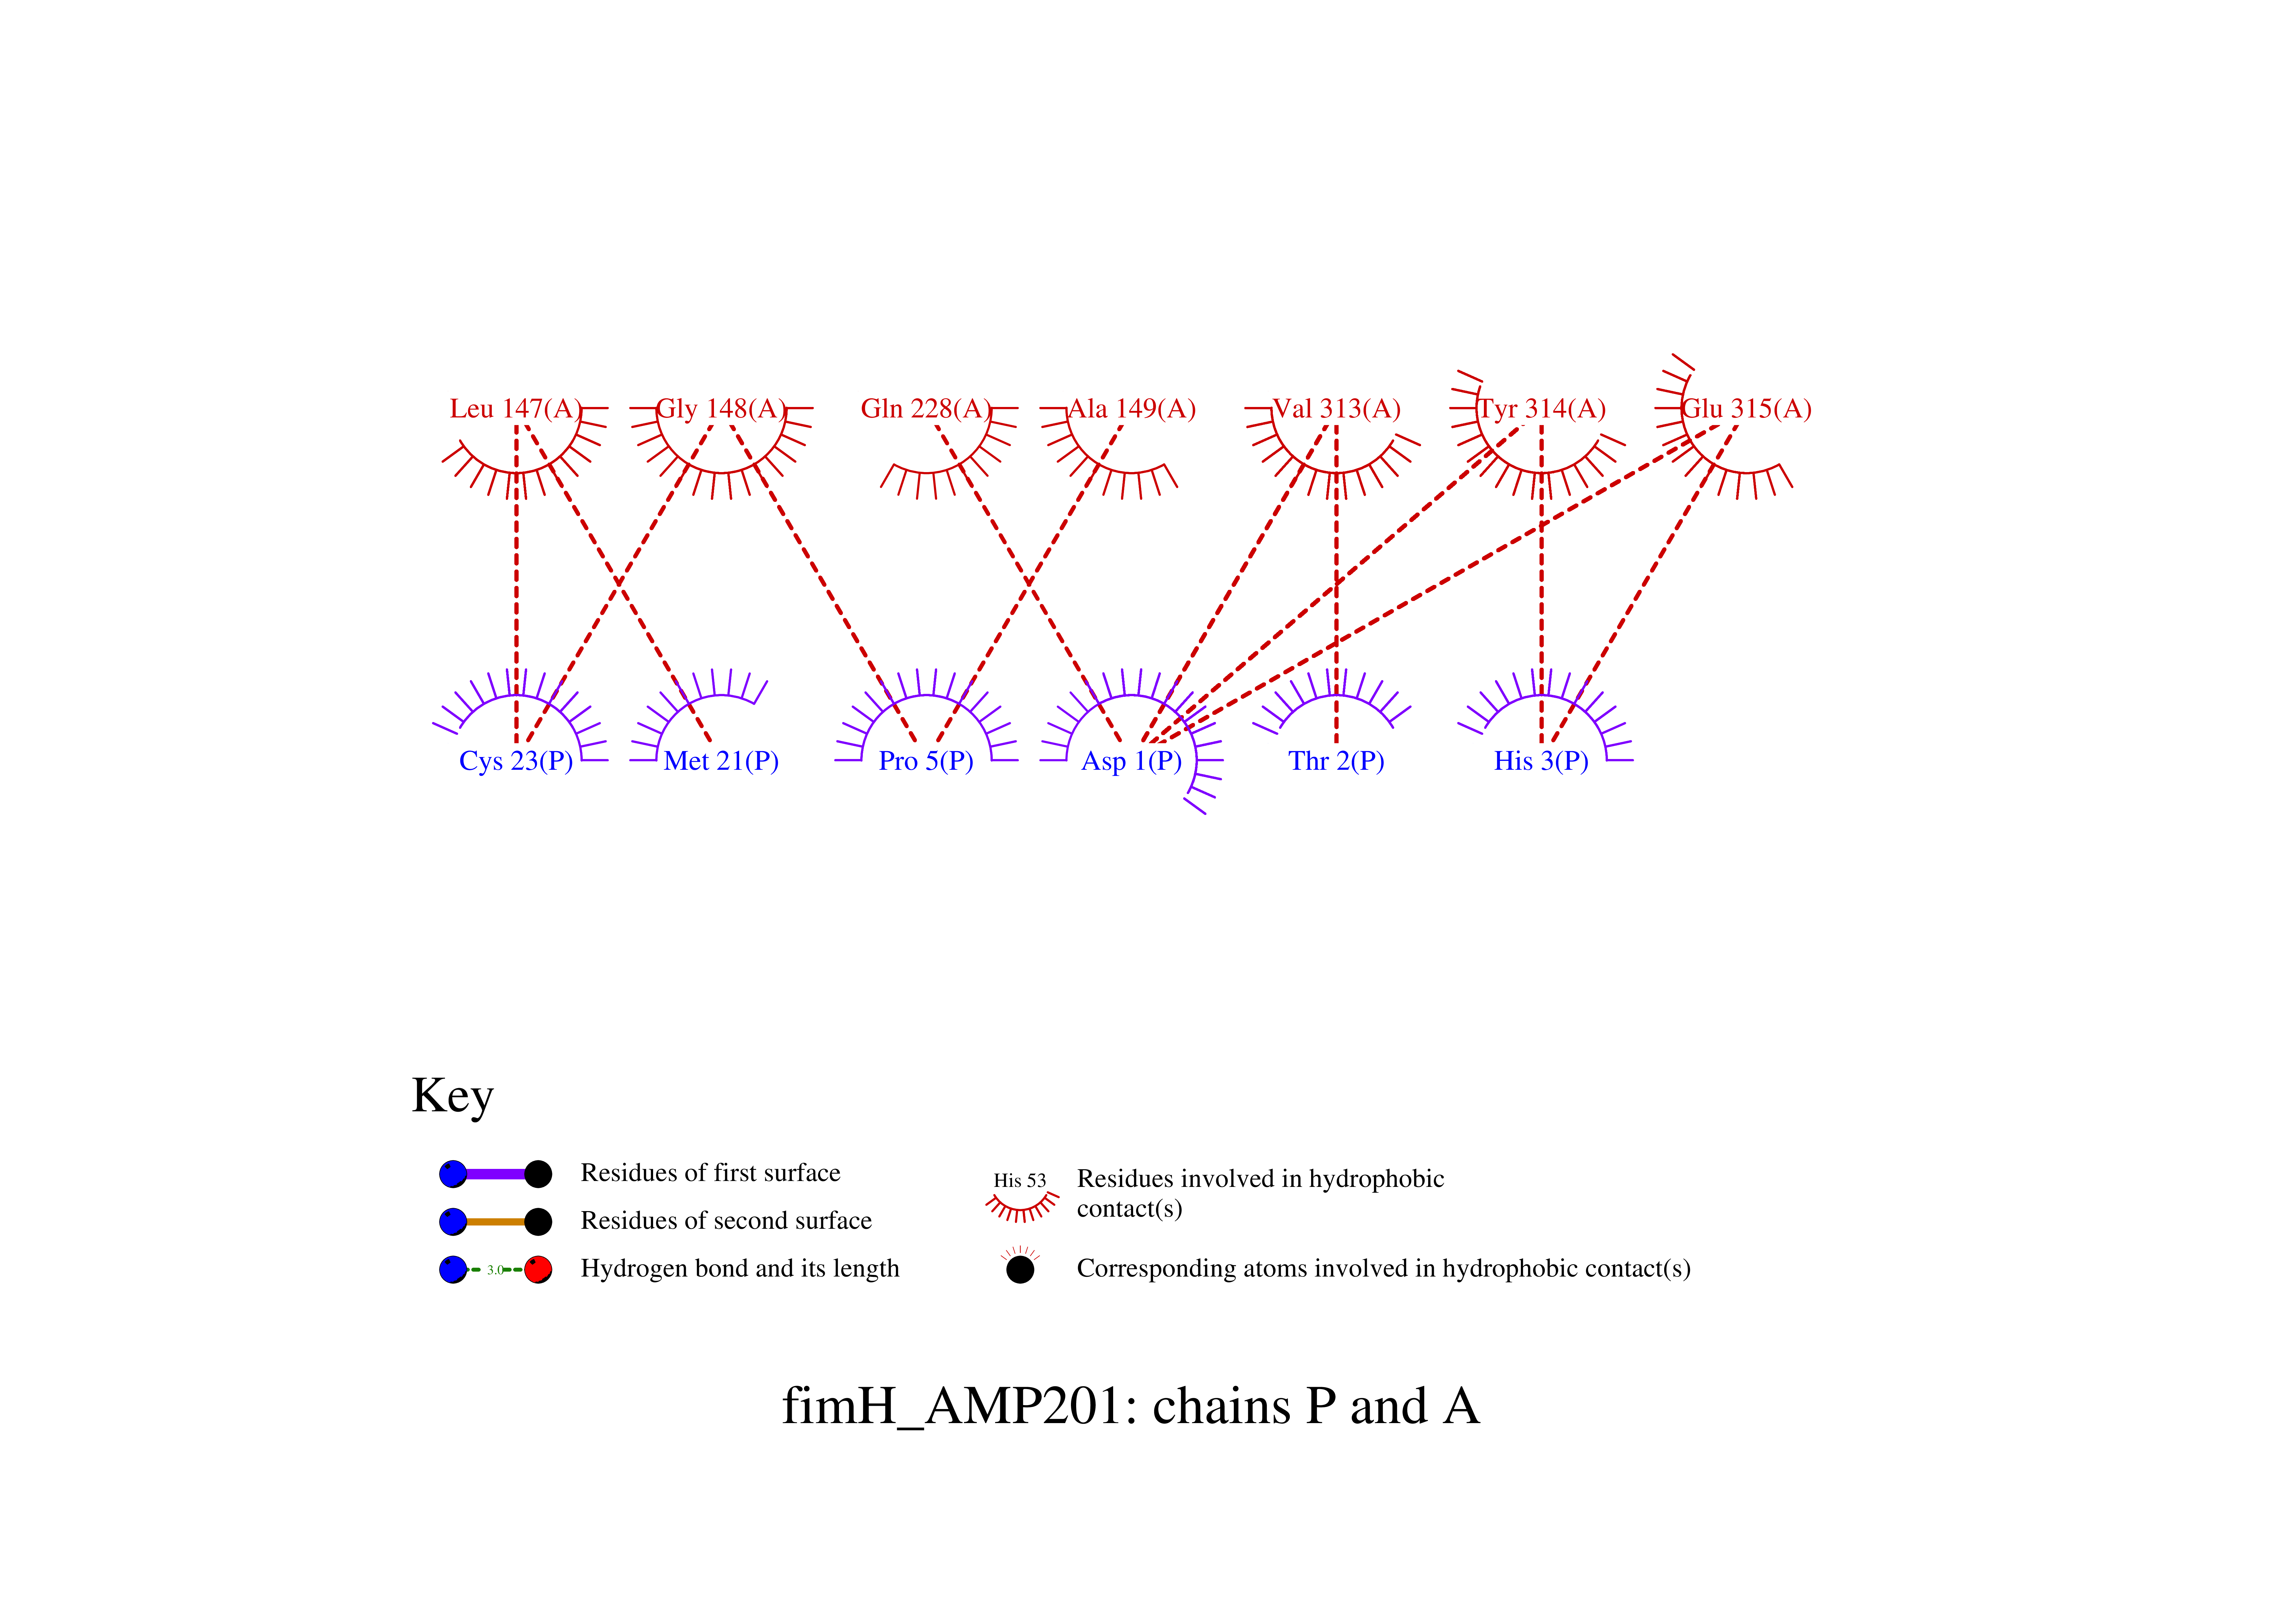 Leu 147(A) Gly 148(A) Gln 228(A) Ala 149(A) Val 313(A) Tyr 314(A) Glu 315(A)
Cys 23(P) Met 21(P) Pro 5(P) Asp 1(P) Thr 2(P) His 3(P)
Key
Residues of first surface
Residues of second surface
3.0 Hydrogen bond and its length
His 53 Residues involved in hydrophobic
contact(s)
Corresponding atoms involved in hydrophobic contact(s)
fimH_AMP201: chains P and A